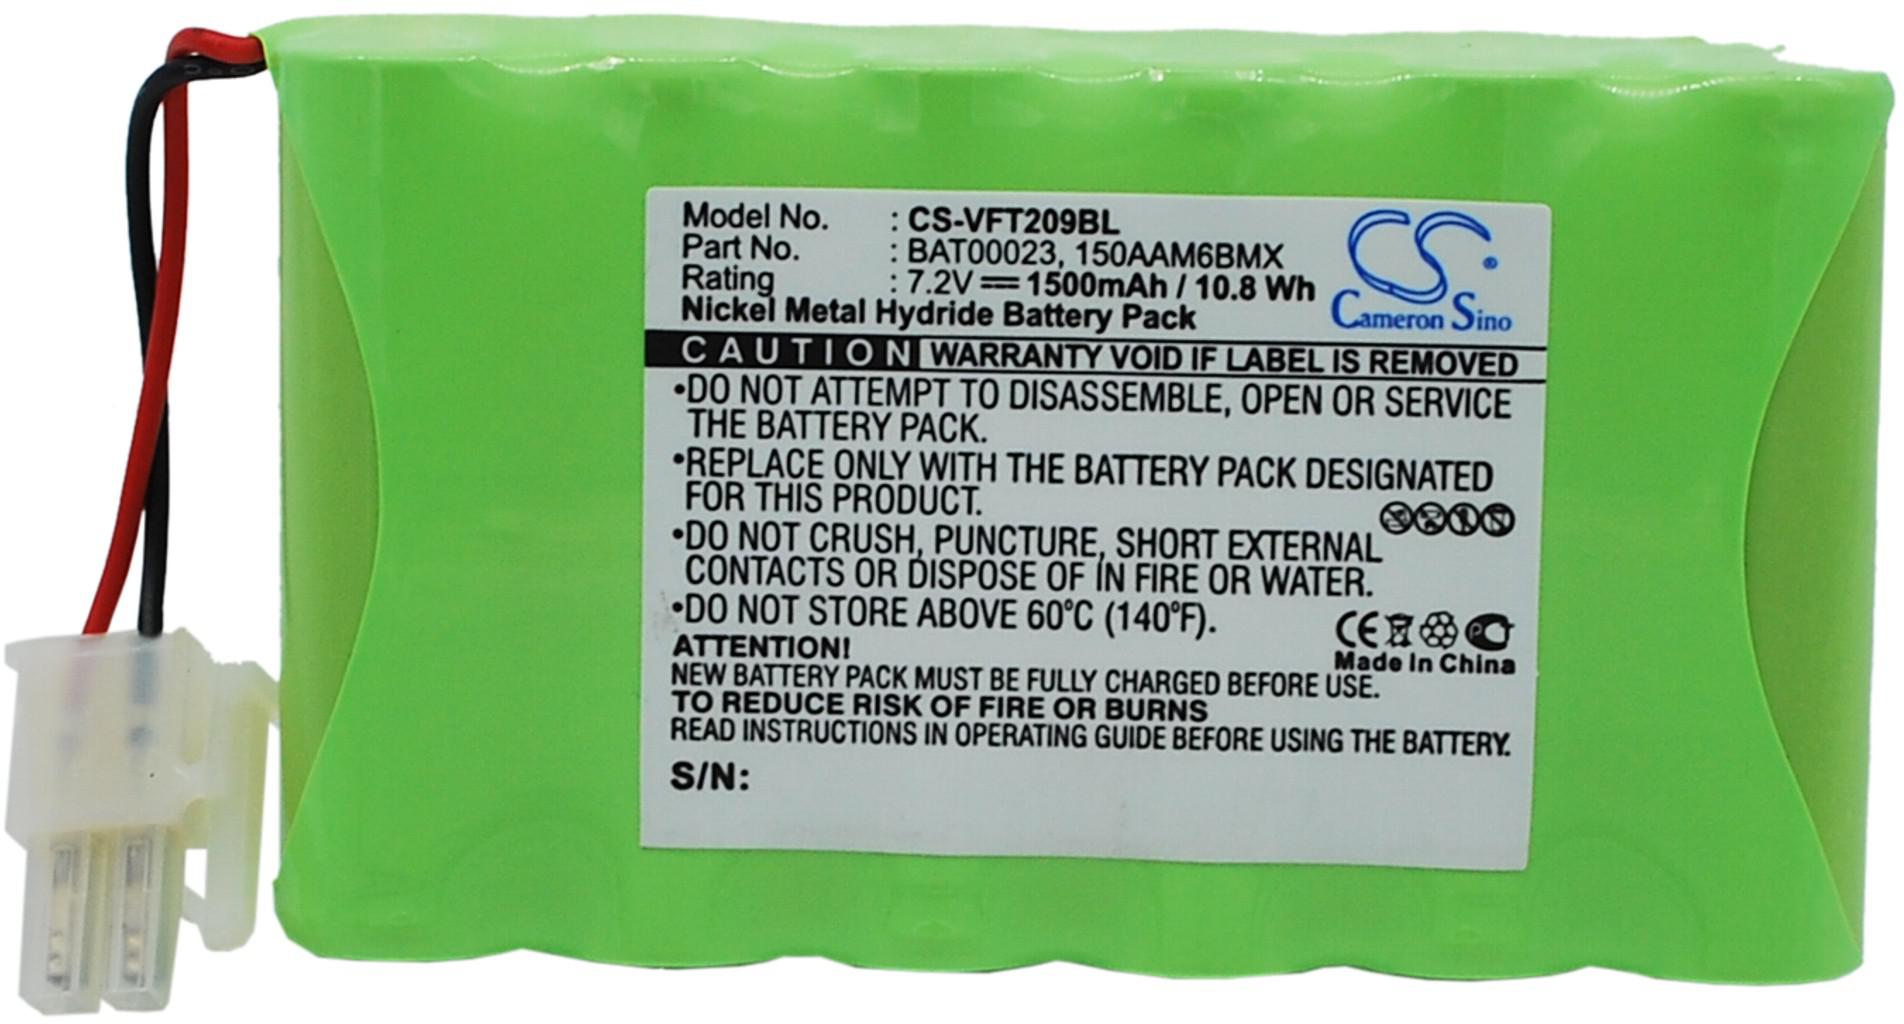 Model No. : CS-VFT209BL
Part No. : BAT00023, 150AAM6BMX
Rating : 7.2V 1500mAh / 10.8 Wh
Nickel Metal Hydride Battery Pack
CS ®
Cameron Sino
CAUTION WARRANTY VOID IF LABEL IS REMOVED
•DO NOT ATTEMPT TO DISASSEMBLE, OPEN OR SERVICE
THE BATTERY PACK.
•REPLACE ONLY WITH THE BATTERY PACK DESIGNATED
FOR THIS PRODUCT.
•DO NOT CRUSH, PUNCTURE, SHORT EXTERNAL
CONTACTS OR DISPOSE OF IN FIRE OR WATER.
•DO NOT STORE ABOVE 60°C (140°F).
CE
Made In China
ATTENTION!
NEW BATTERY PACK MUST BE FULLY CHARGED BEFORE USE.
TO REDUCE RISK OF FIRE OR BURNS
READ INSTRUCTIONS IN OPERATING GUIDE BEFORE USING THE BATTERY.
S/N: